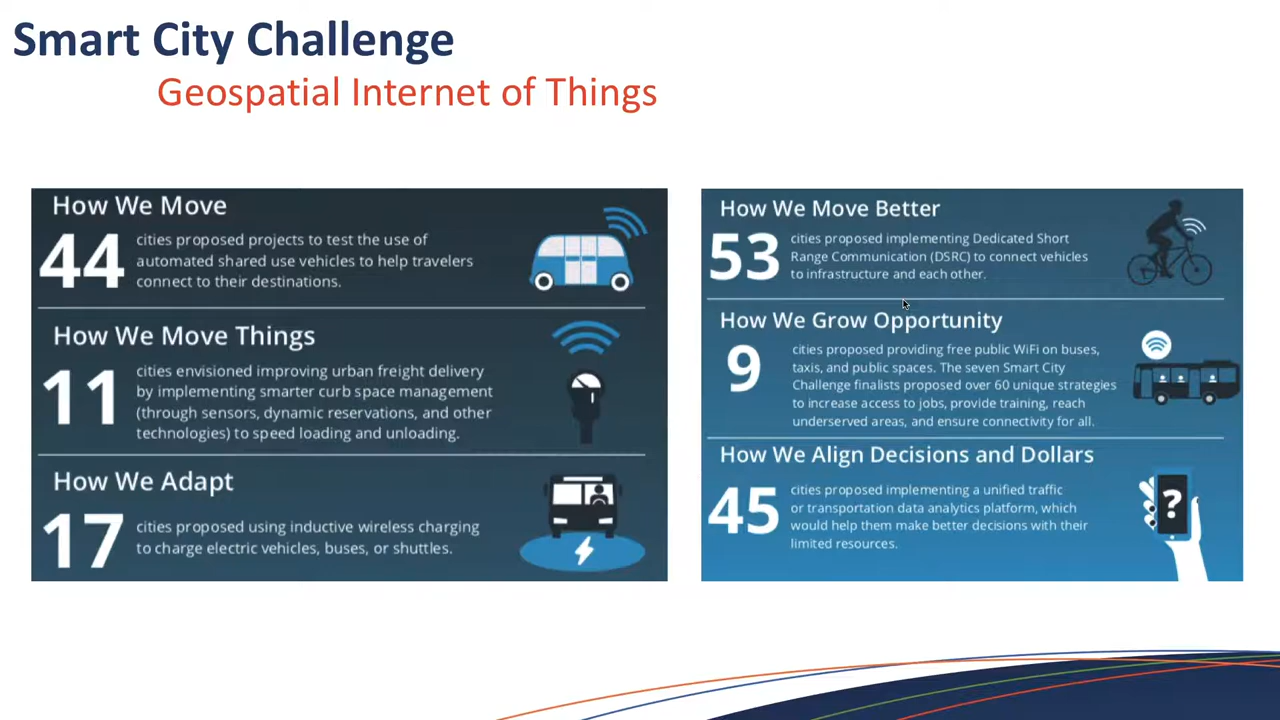 Smart City Challenge
Geospatial Internet of Things
How We Move
44
cities proposed projects to test the use of
automated shared use vehicles to help travelers
connect to their destinations.
How We Move Things
11
cities envisioned improving urban freight delivery
by implementing smarter curb space management
(through sensors, dynamic reservations, and other
technologies) to speed loading and unloading.
How We Adapt
17
cities proposed using inductive wireless charging
to charge electric vehicles, buses, or shuttles.
How We Move Better
53
cities proposed implementing Dedicated Short
Range Communication (DSRC) to connect vehicles
to infrastructure and each other.
How We Grow Opportunity
9
cities proposed providing free public WiFi on buses,
taxis, and public spaces. The seven Smart City
Challenge finalists proposed over 60 unique strategies
to increase access to jobs, provide training, reach
underserved areas, and ensure connectivity for all.
How We Align Decisions and Dollars
45
cities proposed implementing a unified traffic
or transportation data analytics platform, which
would help them make better decisions with their
limited resources.
?